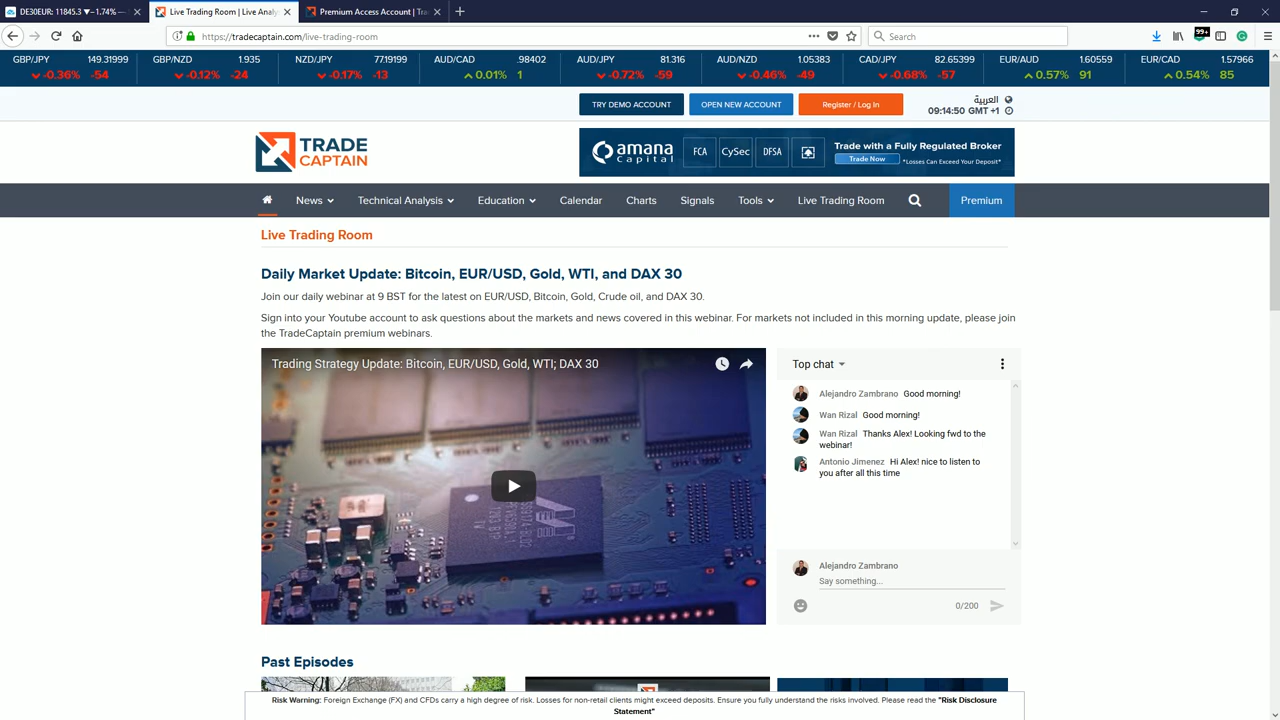 DE30EUR: 11845.3 ▼−1.74% —
Live Trading Room | Live Analy
Premium Access Account | Tra
https://tradecaptain.com/live-trading-room
Search
99+
GBP/JPY 149.31999
-0.36% -54
GBP/NZD 1.935
-0.12% -24
NZD/JPY 77.19199
-0.17% -13
AUD/CAD .98402
0.01% 1
AUD/JPY 81.316
-0.72% -59
AUD/NZD 1.05383
-0.46% -49
CAD/JPY 82.65399
-0.68% -57
EUR/AUD 1.60559
0.57% 91
EUR/CAD 1.57966
0.54% 85
TRY DEMO ACCOUNT
OPEN NEW ACCOUNT
Register / Log In
العربية
09:14:50 GMT +1
TRADE
CAPTAIN
amana
capital
FCA
CySec
DFSA
Trade with a Fully Regulated Broker
Trade Now *Losses Can Exceed Your Deposit*
News Technical Analysis Education Calendar Charts Signals Tools Live Trading Room Premium
Live Trading Room
Daily Market Update: Bitcoin, EUR/USD, Gold, WTI, and DAX 30
Join our daily webinar at 9 BST for the latest on EUR/USD, Bitcoin, Gold, Crude oil, and DAX 30.
Sign into your Youtube account to ask questions about the markets and news covered in this webinar. For markets not included in this morning update, please join
the TradeCaptain premium webinars.
Trading Strategy Update: Bitcoin, EUR/USD, Gold, WTI; DAX 30
Top chat
Alejandro Zambrano Good morning!
Wan Rizal Good morning!
Wan Rizal Thanks Alex! Looking fwd to the
webinar!
Antonio Jimenez Hi Alex! nice to listen to
you after all this time
Alejandro Zambrano
Say something...
0/200
Past Episodes
Risk Warning: Foreign Exchange (FX) and CFDs carry a high degree of risk. Losses for non-retail clients might exceed deposits. Ensure you fully understand the risks involved. Please read the "Risk Disclosure
Statement"